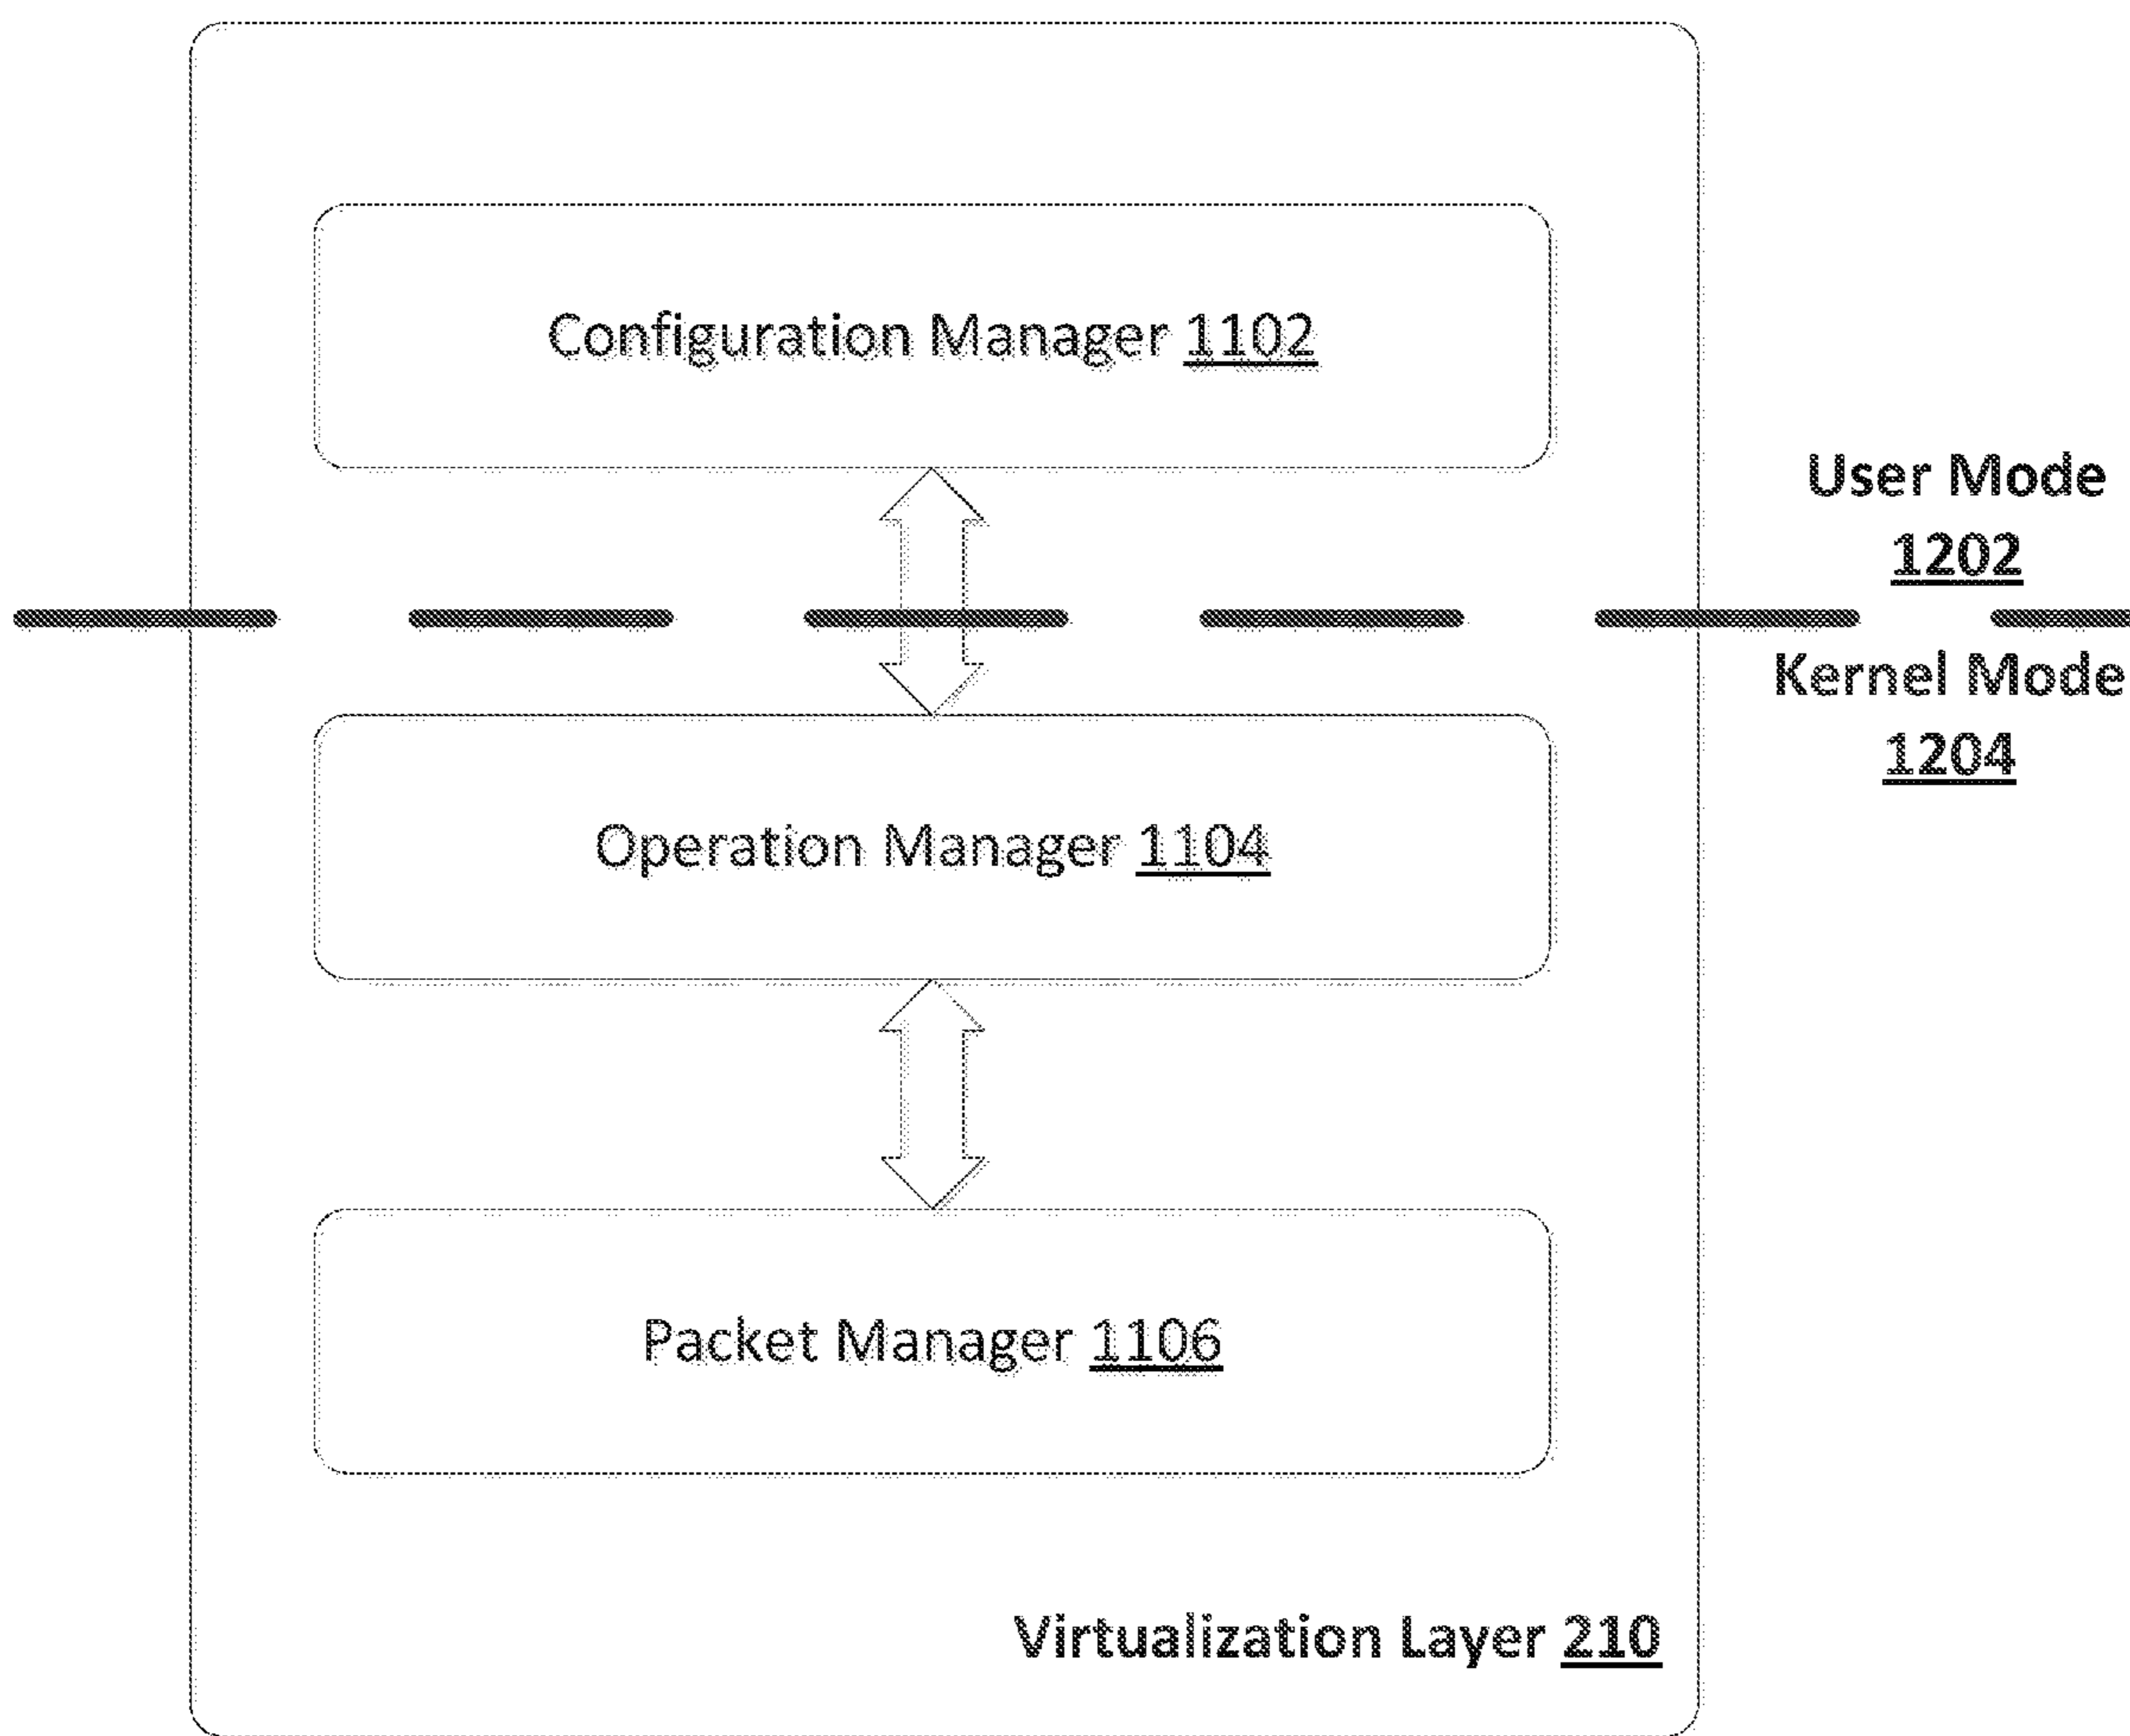 Configuration Manager 1102
User Mode
1202
Kernel Mode
1204
Operation Manager 1104
Packet Manager 1106
Virtualization Layer 210